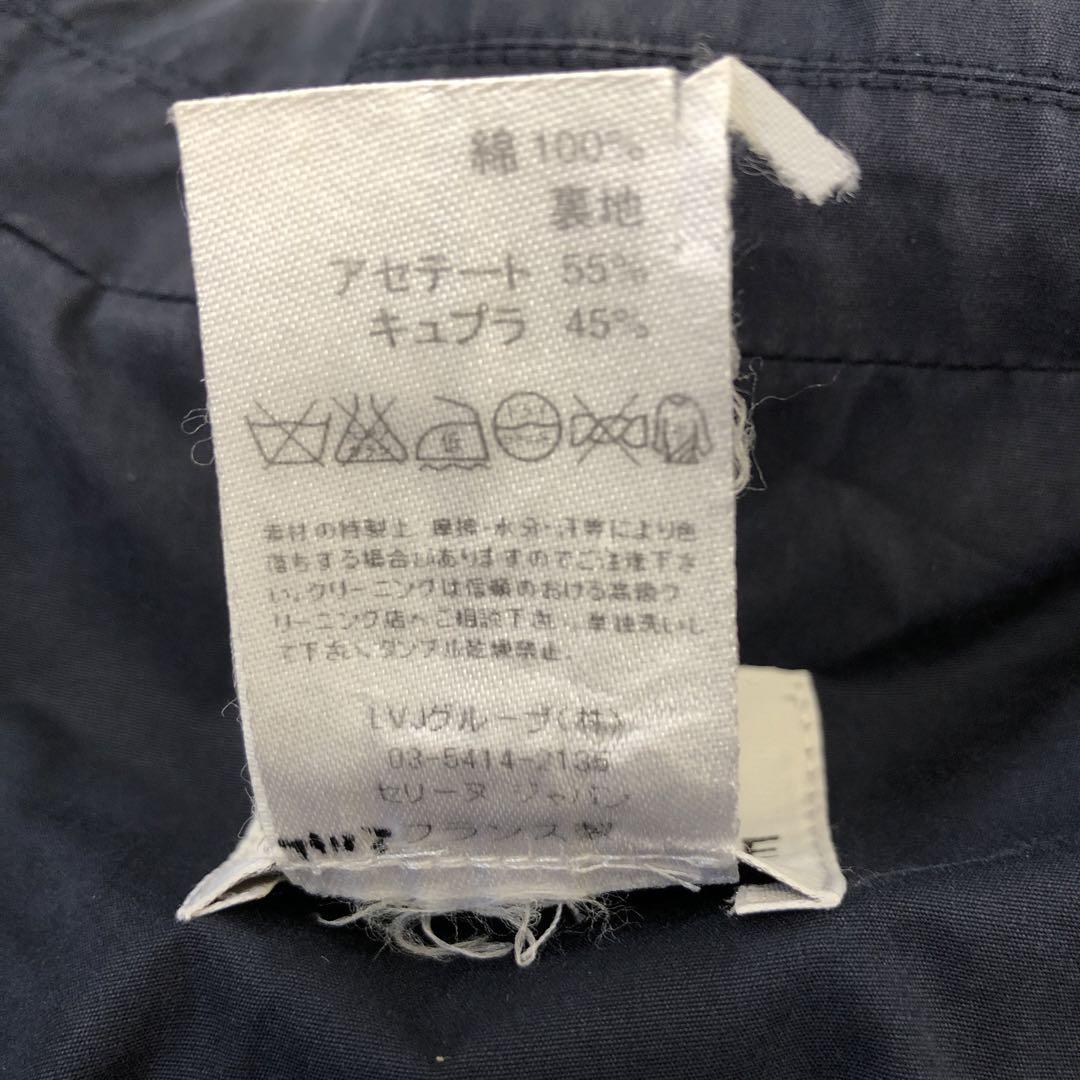 綿 100%
裏地
アセテート 55%
キュプラ 45%
低
素材の特製上 摩擦・水分・汗等により色
落ちする場合がありますのでご注意下さ
い。クリーニングは信頼のおける高級ク
リーニング店へご相談下さい。単独洗いし
て下さい。タンブル乾燥禁止。
LVJグループ(株)
03-5414-2135
セリーヌ ジャパン
フランス製
E